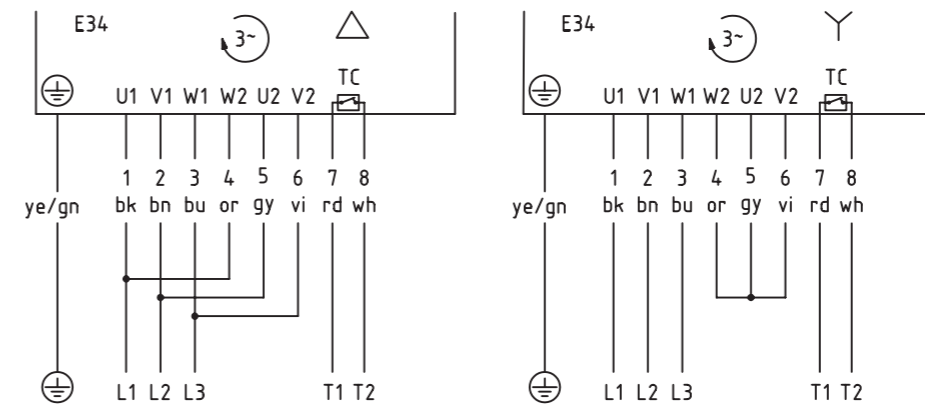 E34 3~
TC
U1 V1 W1 W2 U2 V2
1 2 3 4 5 6 7 8
ye/gn bk bn bu or gy vi rd wh
L1 L2 L3 T1 T2
E34 3~
TC
U1 V1 W1 W2 U2 V2
1 2 3 4 5 6 7 8
ye/gn bk bn bu or gy vi rd wh
L1 L2 L3 T1 T2